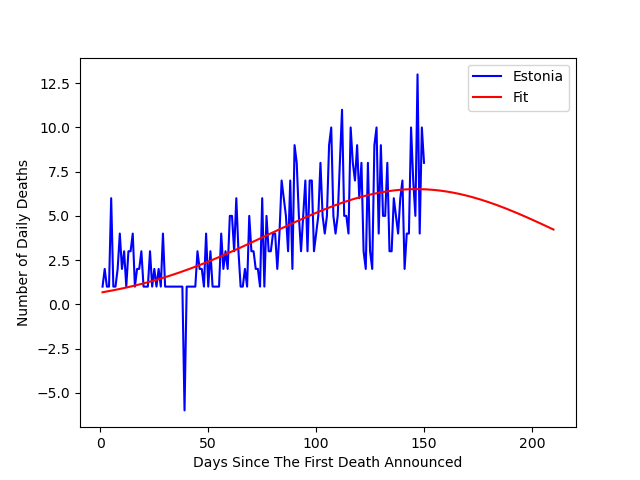 Estonia
Fit
12.5
10.0
7.5
5.0
2.5
0.0
−2.5
−5.0
Number of Daily Deaths
0 50 100 150 200
Days Since The First Death Announced